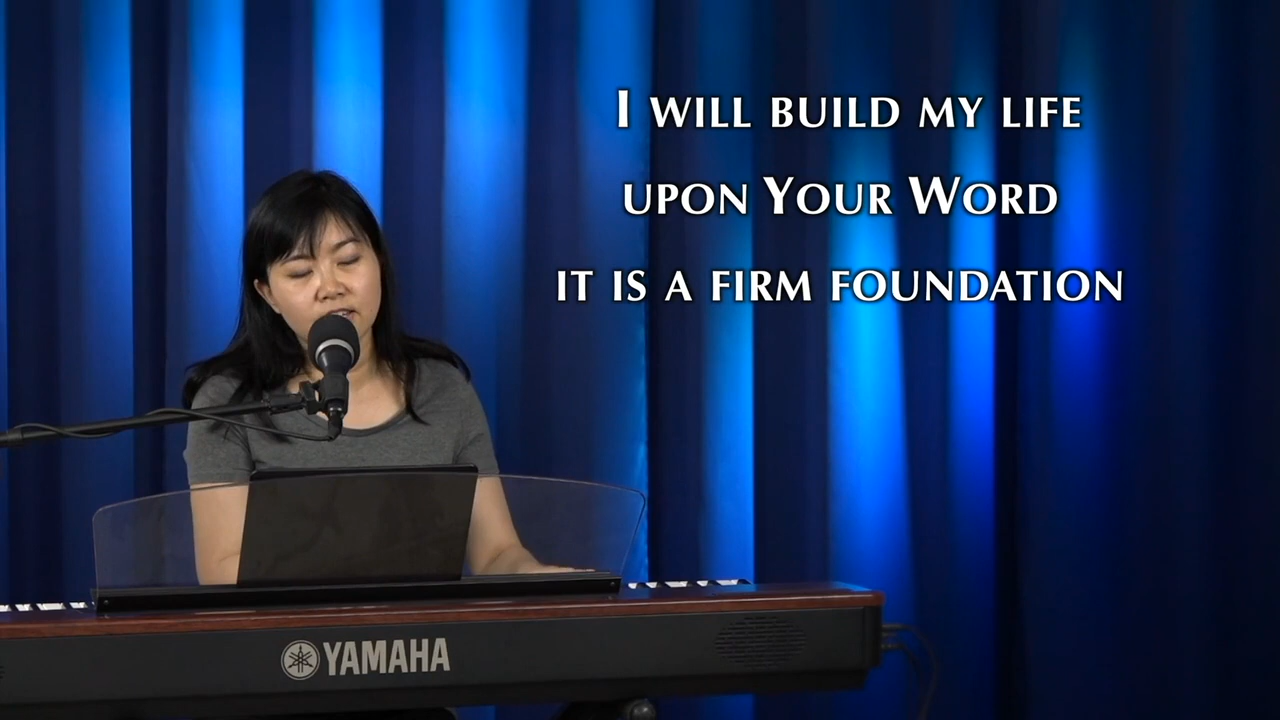 I WILL BUILD MY LIFE
UPON YOUR WORD
IT IS A FIRM FOUNDATION
YAMAHA